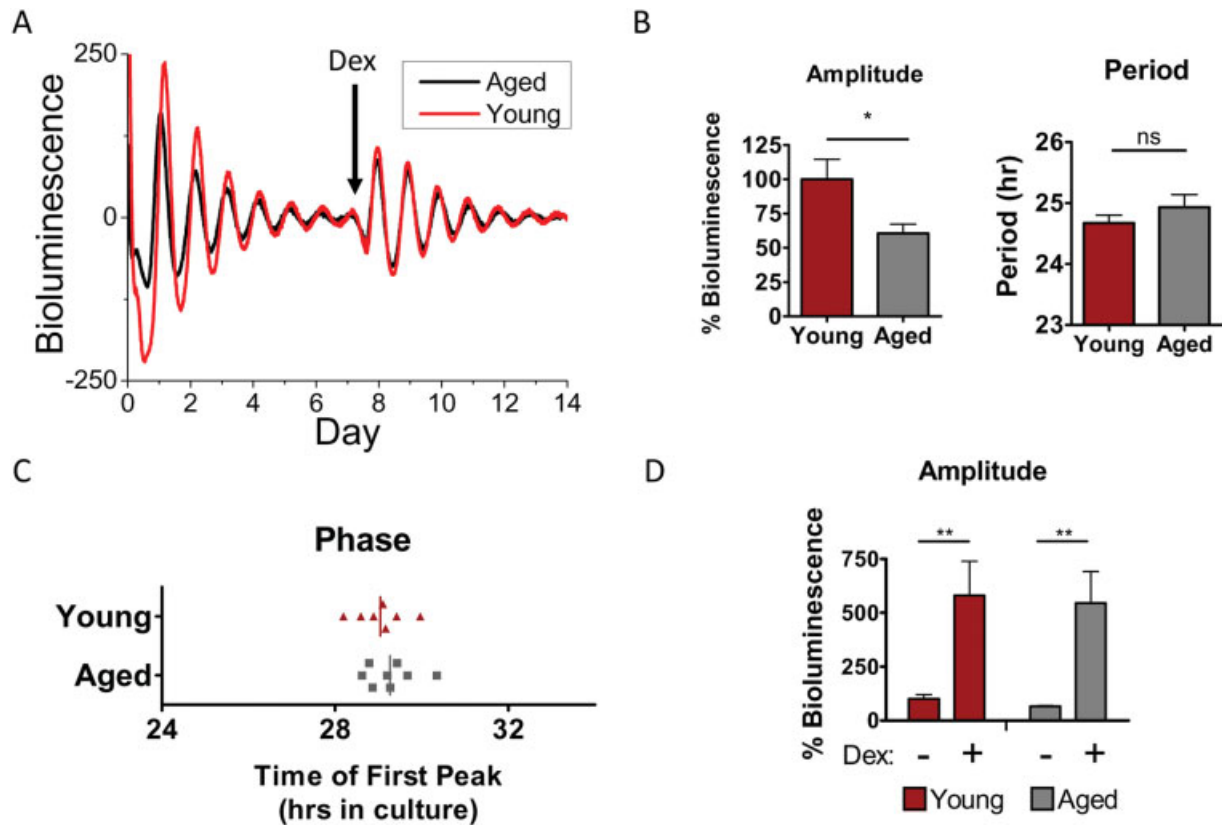 A
250
0
-250
Bioluminescence
Dex
Aged
Young
0 2 4 6 8 10 12 14
Day
B
Amplitude
*
125
100
75
50
25
0
% Bioluminescence
Young Aged
Period
ns
26
25
24
23
Period (hr)
Young Aged
C
Phase
Young
Aged
24 28 32
Time of First Peak
(hrs in culture)
D
Amplitude
** **
750
500
250
0
% Bioluminescence
Dex: - + - +
Young Aged